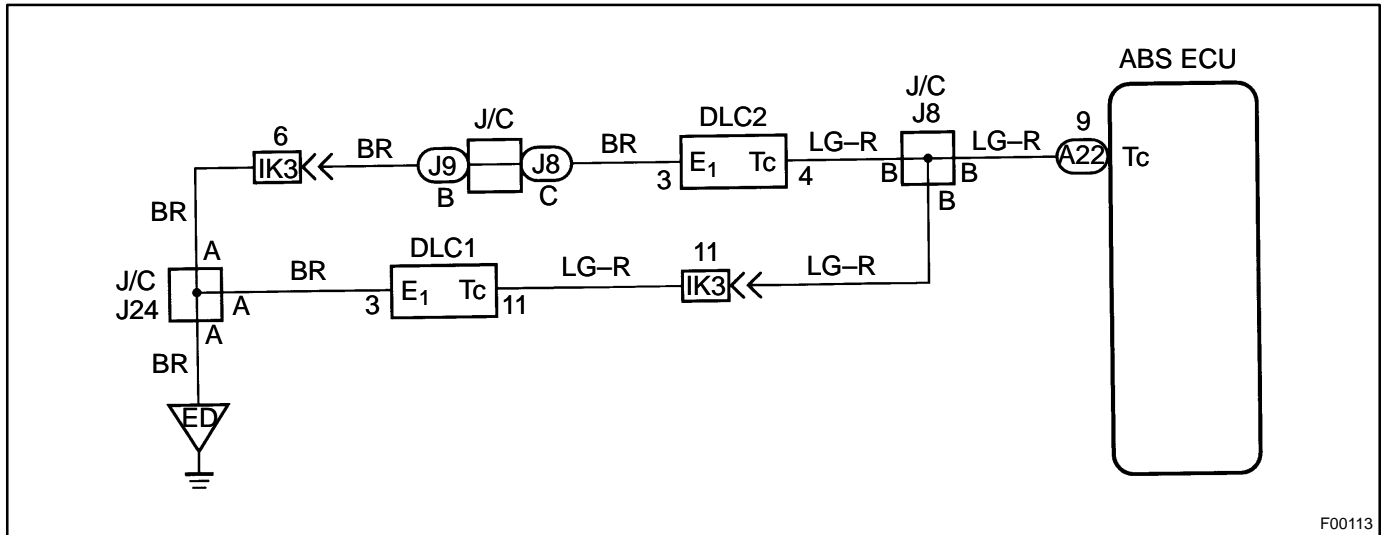 ABS ECU
J/C
J8
DLC2
J/C
6
9
BR
BR
LG–R
LG–R
IK3
J9
J8
E1 Tc
A22
Tc
3
4
B
B
B
C
B
BR
A
DLC1
11
BR
LG–R
LG–R
J/C
J24
E1 Tc
IK3
A
3
11
A
BR
ED
F00113